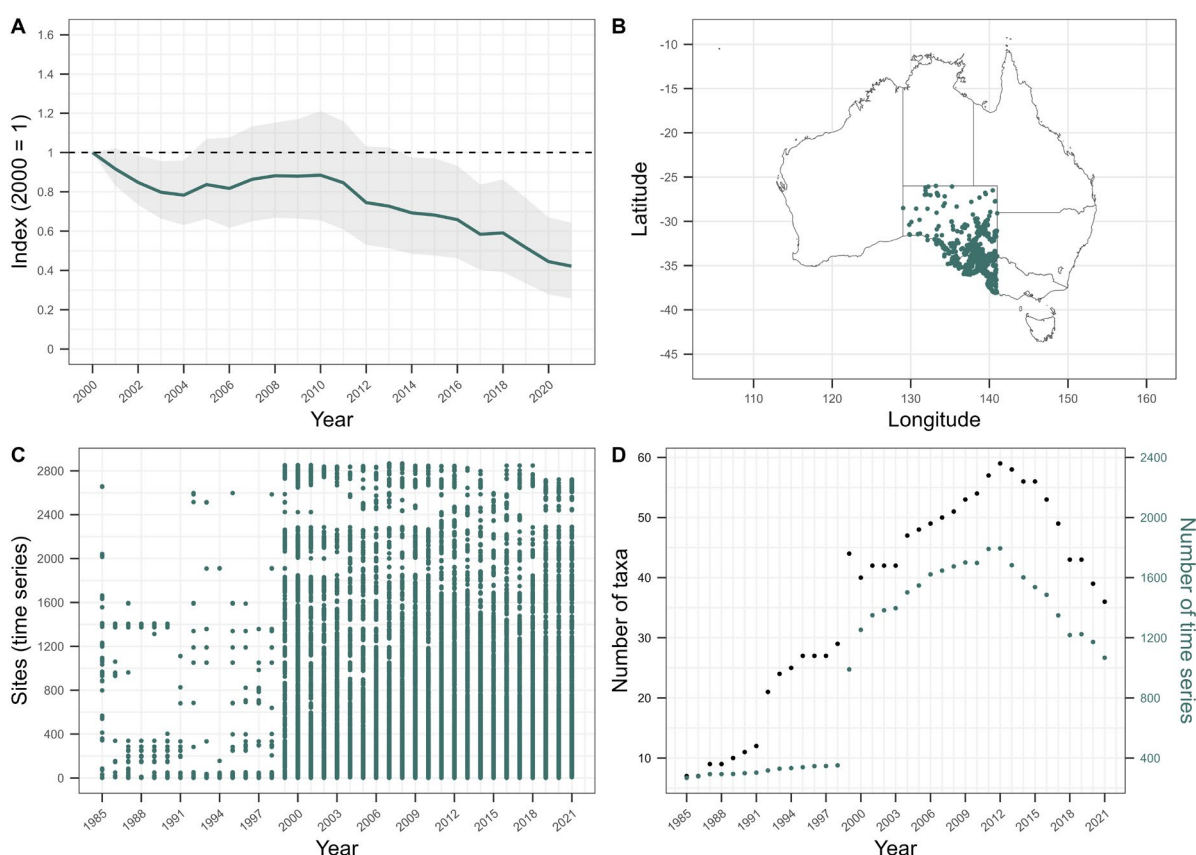 A
1.6
1.4
1.2
1
0.8
0.6
0.4
0.2
0
Index (2000 = 1)
2000 2002 2004 2006 2008 2010 2012 2014 2016 2018 2020
Year
B
-10
-15
-20
-25
-30
-35
-40
-45
Latitude
110 120 130 140 150 160
Longitude
C
2800
2400
2000
1600
1200
800
400
0
Sites (time series)
1985 1988 1991 1994 1997 2000 2003 2006 2009 2012 2015 2018 2021
Year
D
60
50
40
30
20
10
Number of taxa
2400
2000
1600
1200
800
400
Number of time series
1985 1988 1991 1994 1997 2000 2003 2006 2009 2012 2015 2018 2021
Year